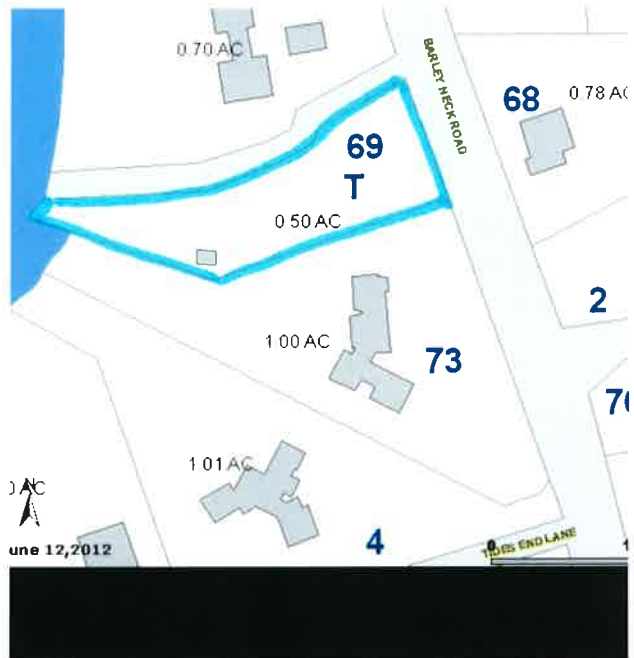 0.70 AC
BARLEY NECK ROAD
68
0.78 AC
69
T
0 50 AC
2
1 00 AC
73
1 01 AC
une 12,2012
4
TIDES END LANE
0